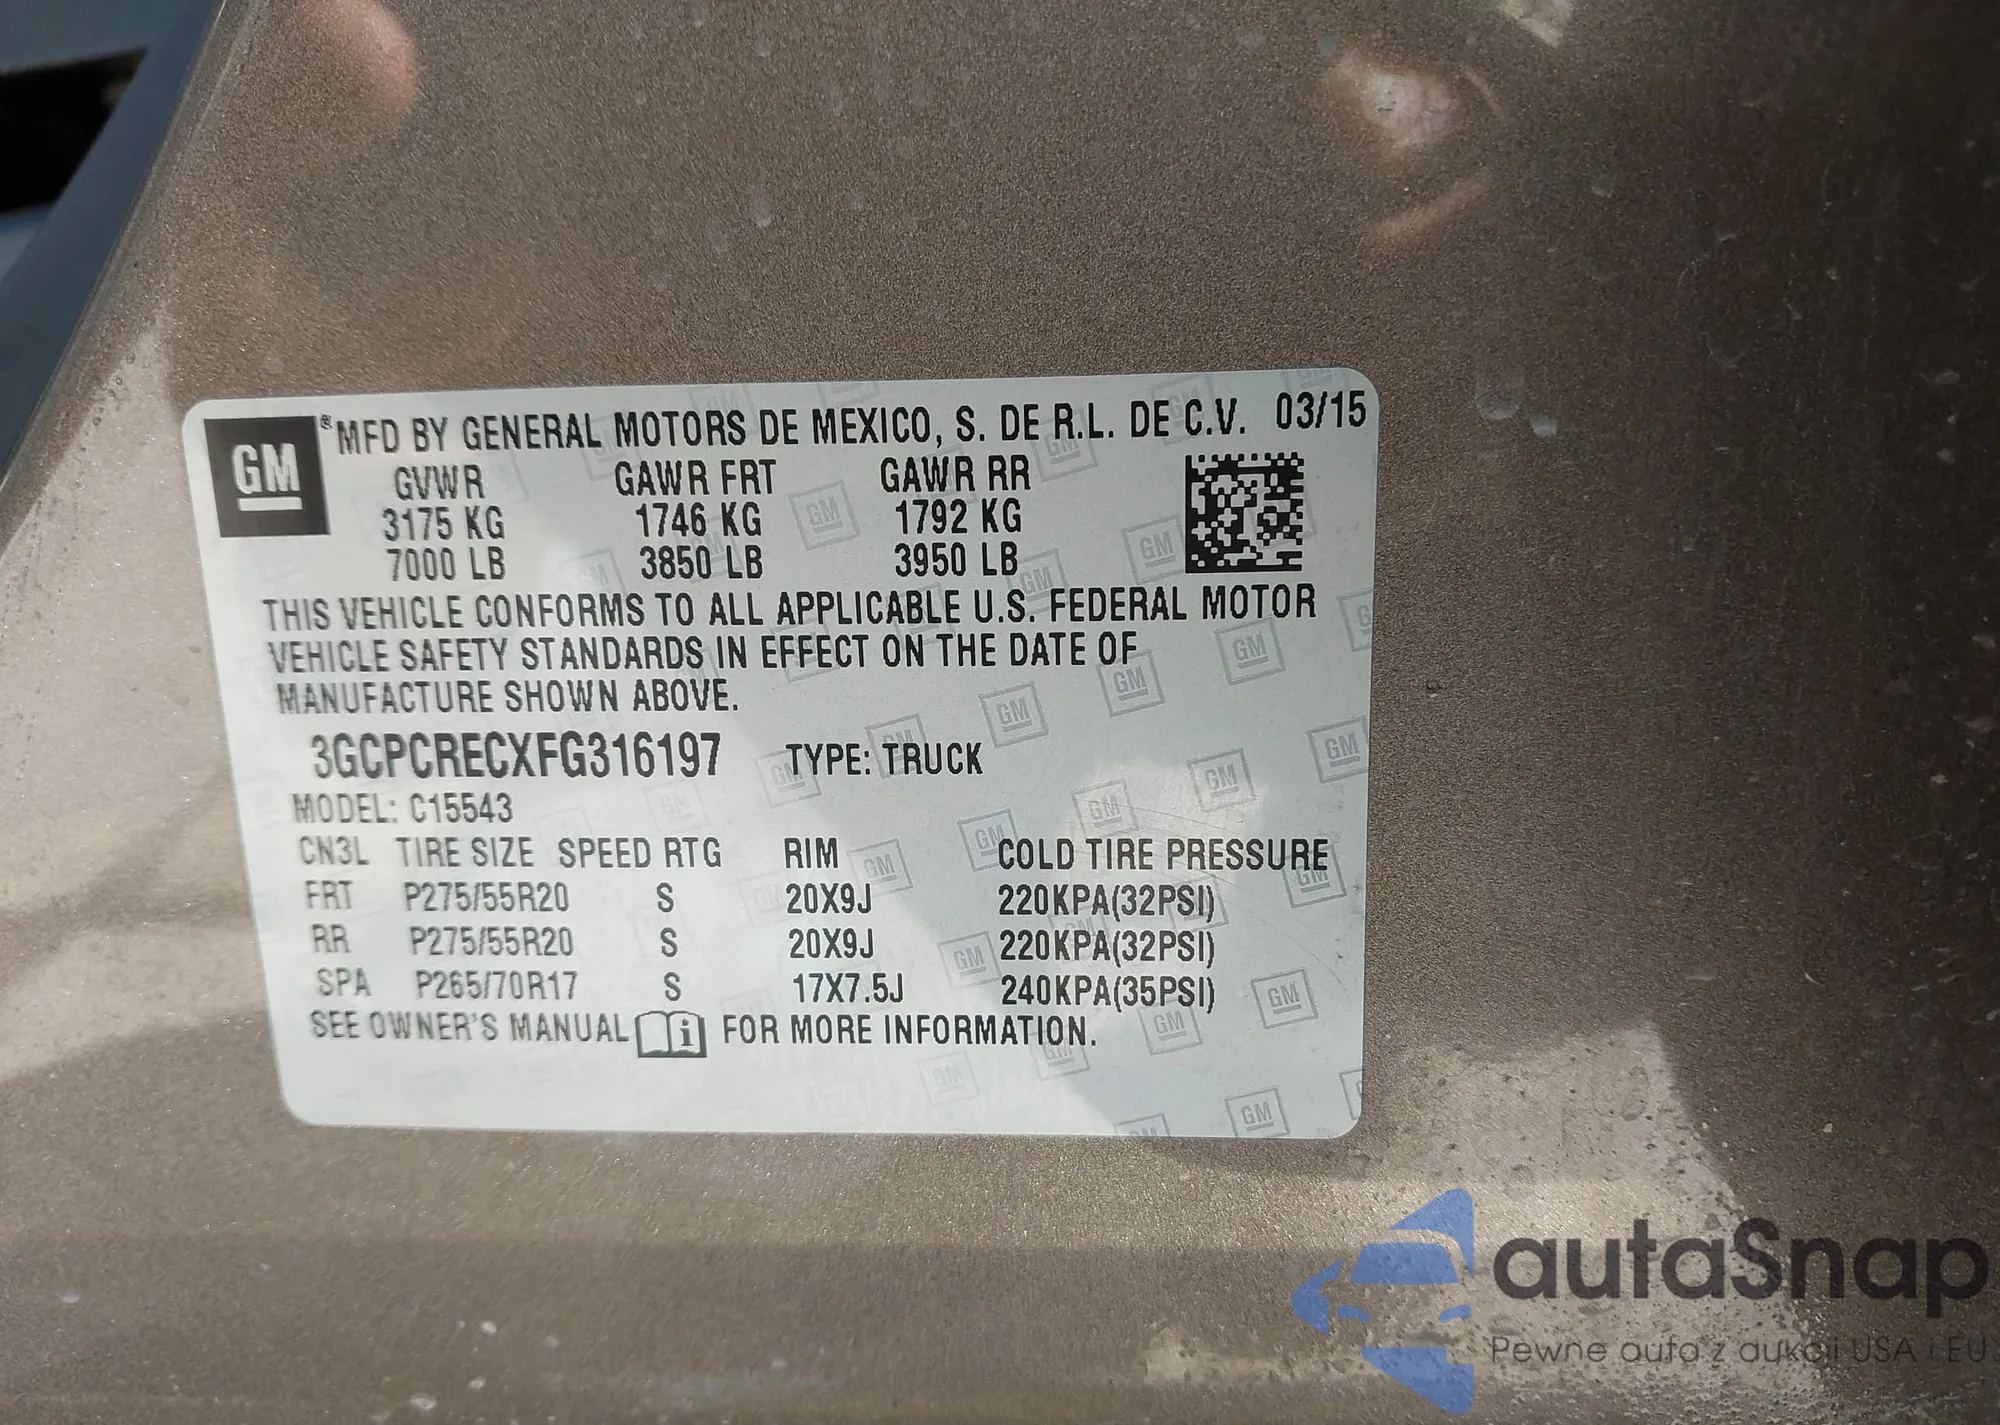 GM ® MFD BY GENERAL MOTORS DE MEXICO, S. DE R.L. DE C.V. 03/15
GVWR GAWR FRT GAWR RR
3175 KG 1746 KG 1792 KG
7000 LB 3850 LB 3950 LB
THIS VEHICLE CONFORMS TO ALL APPLICABLE U.S. FEDERAL MOTOR
VEHICLE SAFETY STANDARDS IN EFFECT ON THE DATE OF
MANUFACTURE SHOWN ABOVE.
3GCPCRECXFG316197 TYPE: TRUCK
MODEL: C15543
CN3L TIRE SIZE SPEED RTG RIM COLD TIRE PRESSURE
FRT P275/55R20 S 20X9J 220KPA(32PSI)
RR P275/55R20 S 20X9J 220KPA(32PSI)
SPA P265/70R17 S 17X7.5J 240KPA(35PSI)
SEE OWNER'S MANUAL i FOR MORE INFORMATION.
autaSnap
Pewne auta z aukcji USA i EU